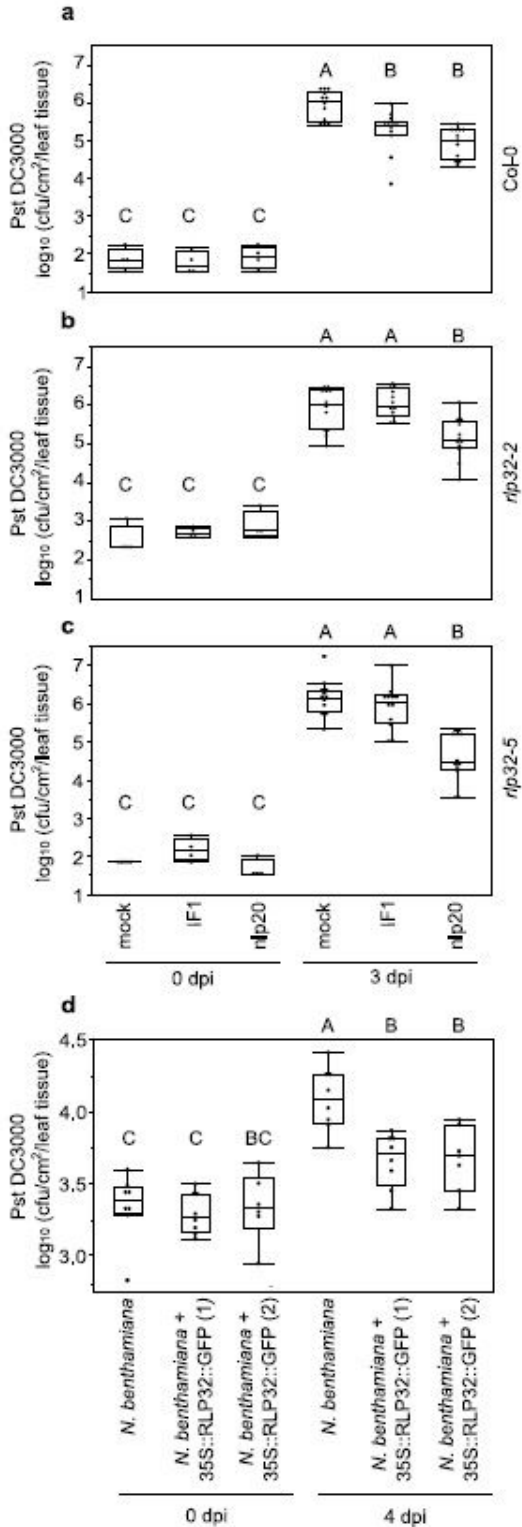 a
Pst DC3000
log₁₀ (cfu/cm²/leaf tissue)
7
6
5
4
3
2
1
A B B
C C C
Col-0
b
Pst DC3000
log₁₀ (cfu/cm²/leaf tissue)
7
6
5
4
3
2
1
A A B
C C C
rlp32-2
c
Pst DC3000
log₁₀ (cfu/cm²/leaf tissue)
7
6
5
4
3
2
1
A A B
C C C
rlp32-5
mock
IF1
nlp20
mock
IF1
nlp20
0 dpi 3 dpi
d
Pst DC3000
log₁₀ (cfu/cm²/leaf tissue)
4.5
4.0
3.5
3.0
A B B
C C BC
N. benthamiana
N. benthamiana +
35S::RLP32::GFP (1)
N. benthamiana +
35S::RLP32::GFP (2)
N. benthamiana
N. benthamiana +
35S::RLP32::GFP (1)
N. benthamiana +
35S::RLP32::GFP (2)
0 dpi 4 dpi